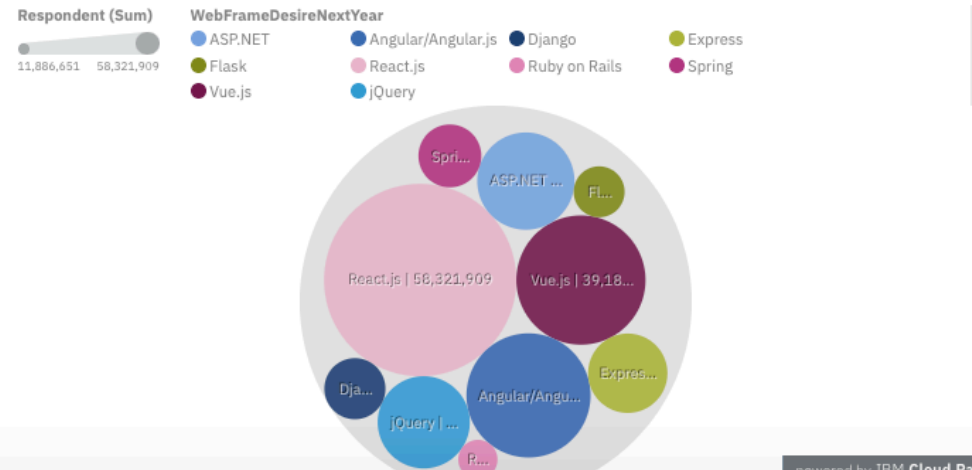 Respondent (Sum)
11,886,651 58,321,909
WebFrameDesireNextYear
ASP.NET Angular/Angular.js Django Express
Flask React.js Ruby on Rails Spring
Vue.js jQuery
Spri...
ASP.NET ...
Fl...
React.js | 58,321,909
Vue.js | 39,18...
Expres...
Dja...
Angular/Angu...
jQuery | ...
R...
powered by IBM Cloud Pa